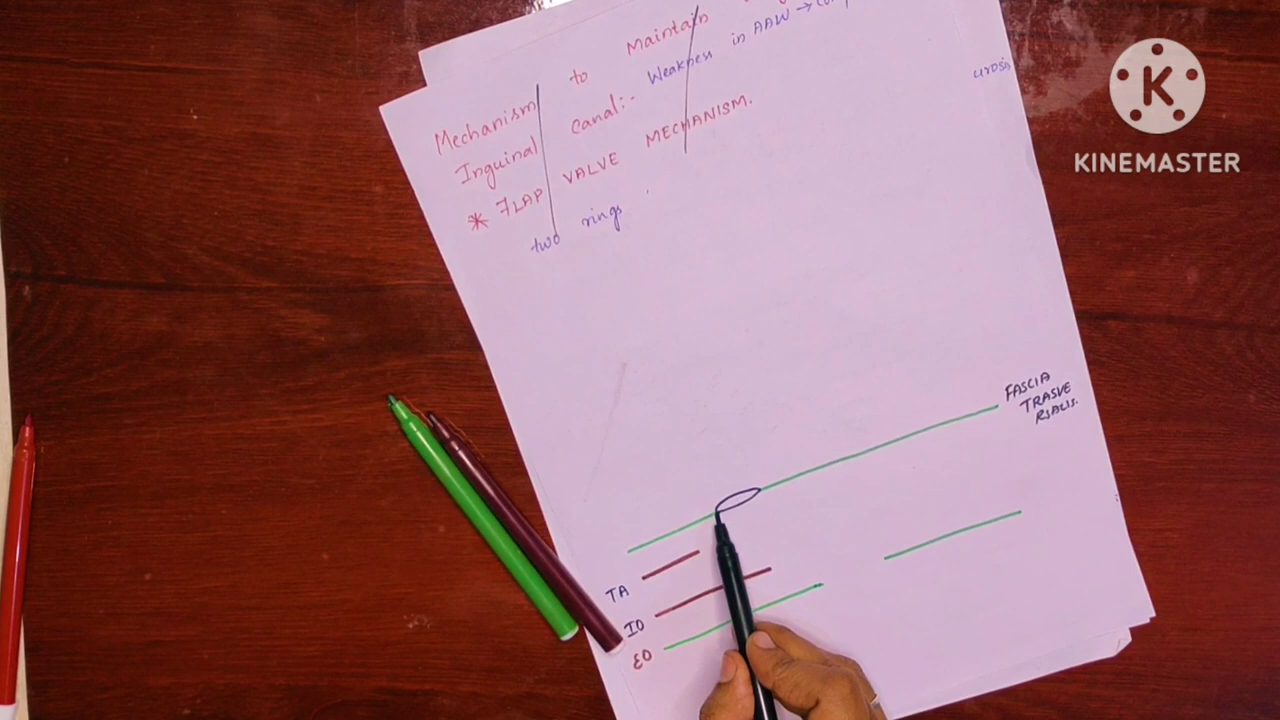 Mechanism to Maintain
Inguinal canal:- Weakness in AAW →
* FLAP VALVE MECHANISM.
two rings
FASCIA
TRASVE
RSALIS.
TA
IO
EO
KINEMASTER